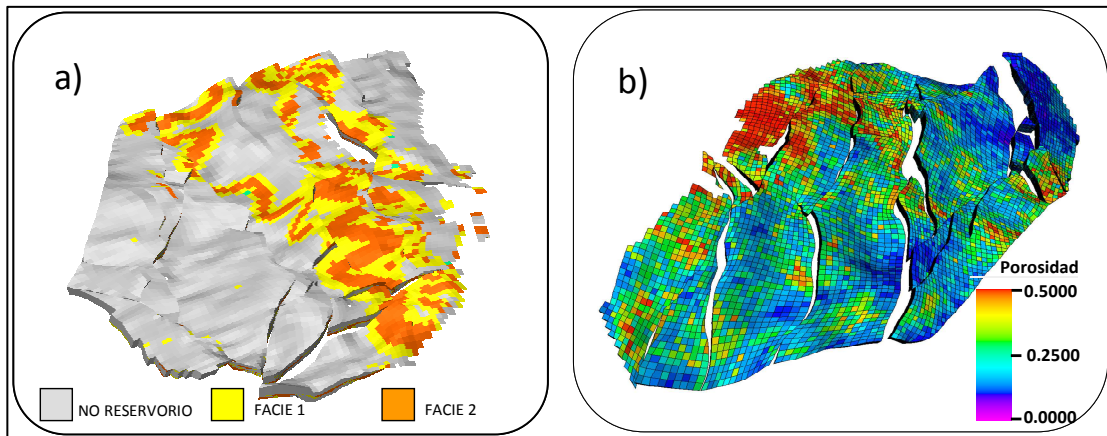 a)
NO RESERVORIO
FACIE 1
FACIE 2
b)
Porosidad
0.5000
0.2500
0.0000